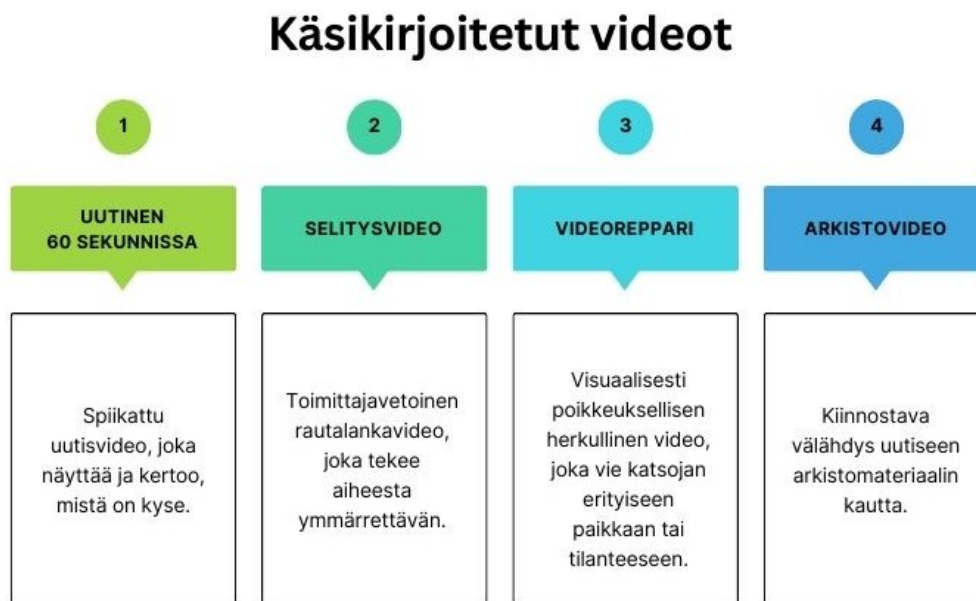 Käsikirjoitetut videot
1
UUTINEN
60 SEKUNNISSA
Spiikattu
uutisvideo, joka
näyttää ja kertoo,
mistä on kyse.
2
SELITYSVIDEO
Toimittajavetoinen
rautalankavideo,
joka tekee
aiheesta
ymmärrettävän.
3
VIDEOREPPARI
Visuaalisesti
poikkeuksellisen
herkullinen video,
joka vie katsojan
erityiseen
paikkaan tai
tilanteeseen.
4
ARKISTOVIDEO
Kiinnostava
välähdys uutiseen
arkistomateriaalin
kautta.